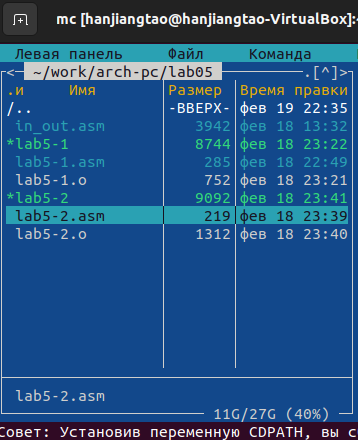 mc [hanjiangtao@hanjiangtao-VirtualBox]:
Левая панель Файл Команда
<— ~/work/arch-pc/lab05 .[^]>
.и Имя Размер Время правки
/.. -ВВЕРХ- фев 19 22:35
in_out.asm 3942 фев 18 13:32
*lab5-1 8744 фев 18 23:22
lab5-1.asm 285 фев 18 22:49
lab5-1.o 752 фев 18 23:21
*lab5-2 9092 фев 18 23:41
lab5-2.asm 219 фев 18 23:39
lab5-2.o 1312 фев 18 23:40
lab5-2.asm
11G/27G (40%)
Совет: Установив переменную CDPATH, вы с